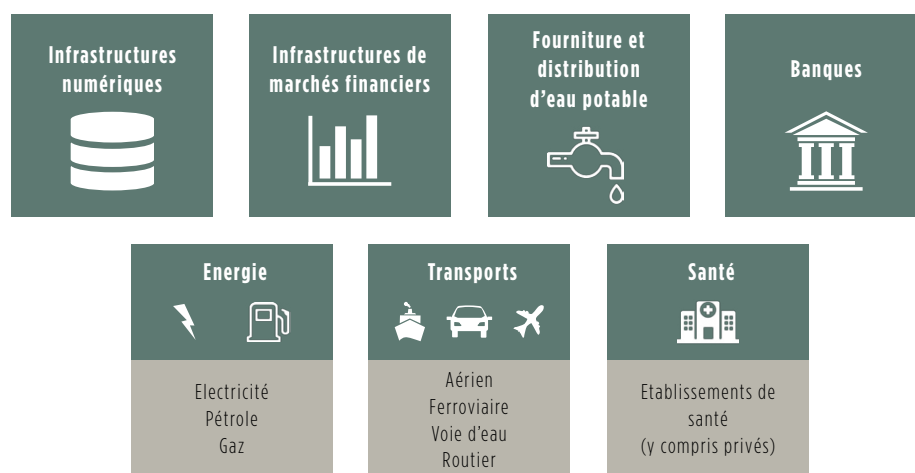 Infrastructures
numériques
Infrastructures de
marchés financiers
Fourniture et
distribution
d'eau potable
Banques
Energie
Electricité
Pétrole
Gaz
Transports
Aérien
Ferroviaire
Voie d'eau
Routier
Santé
Etablissements de
santé
(y compris privés)